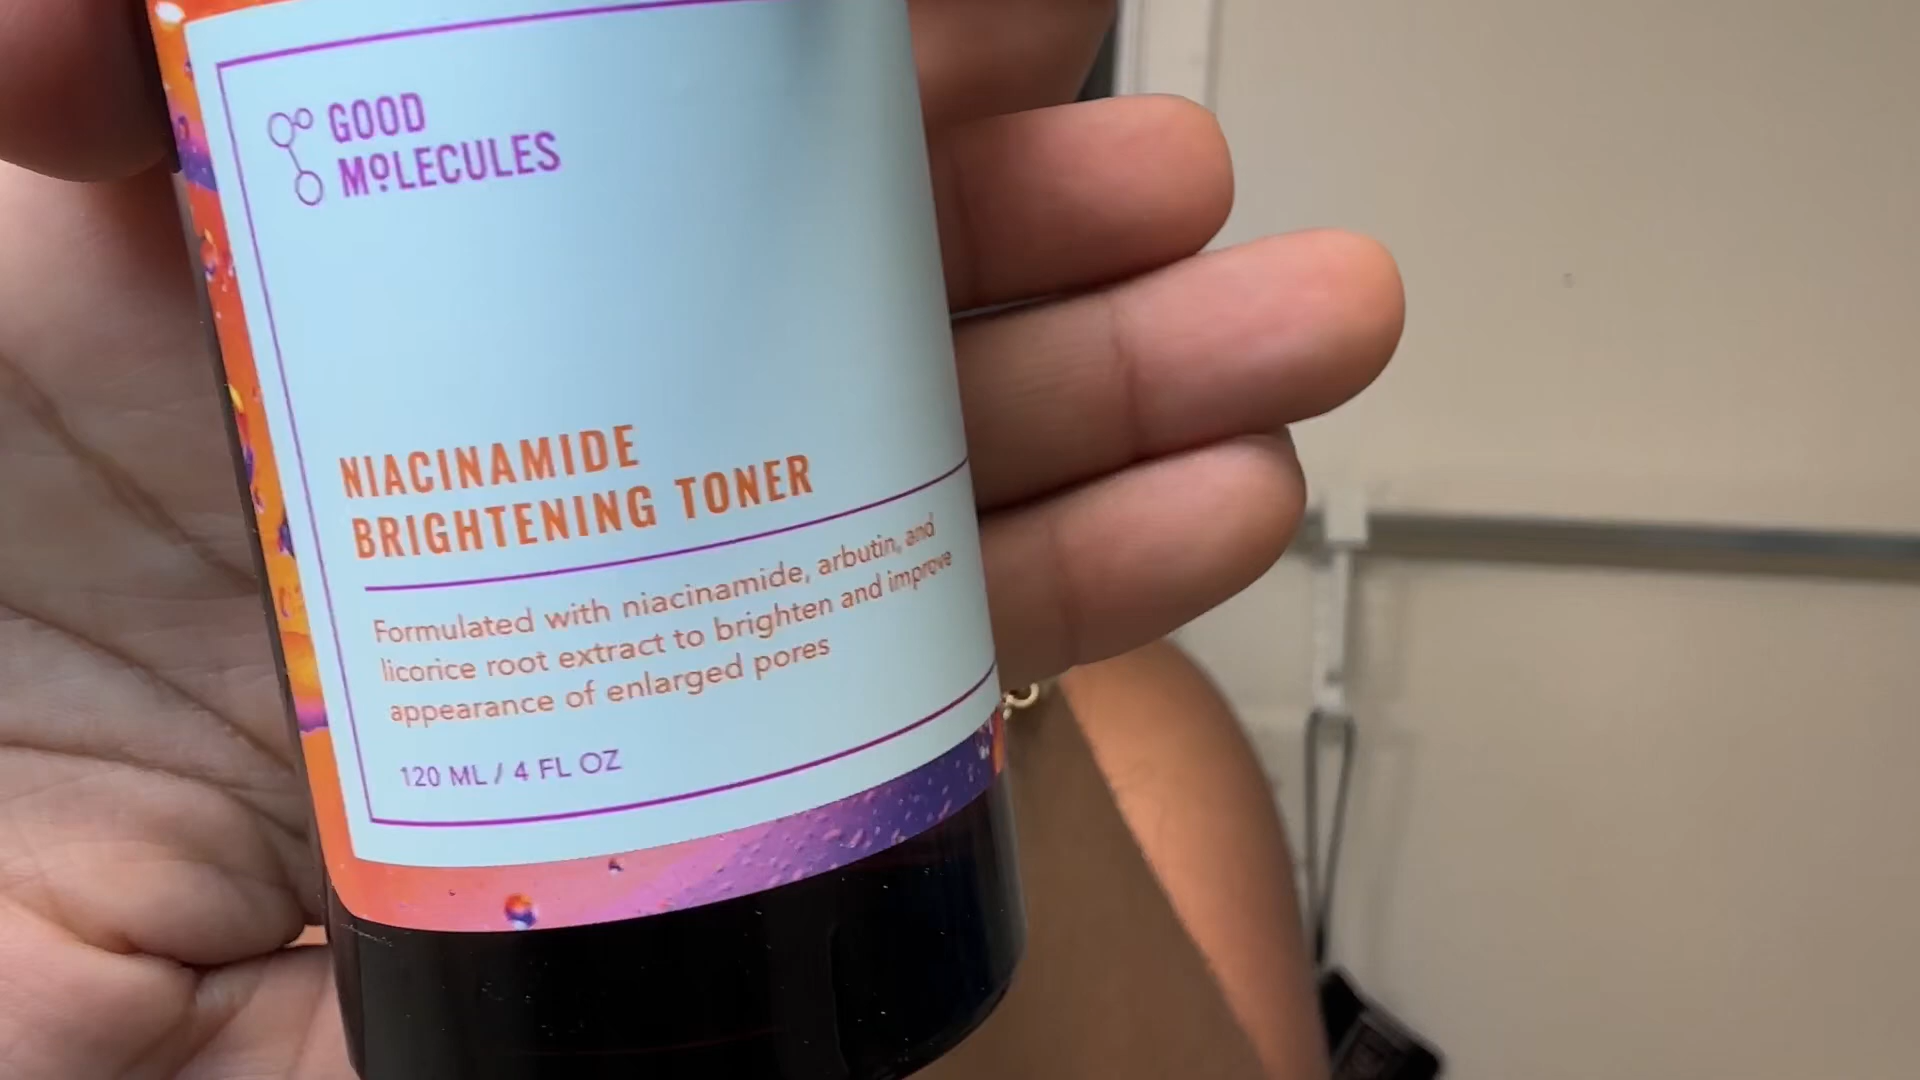 GOOD
MOLECULES
NIACINAMIDE
BRIGHTENING TONER
Formulated with niacinamide, arbutin, and
licorice root extract to brighten and improve
appearance of enlarged pores
120 ML / 4 FL OZ